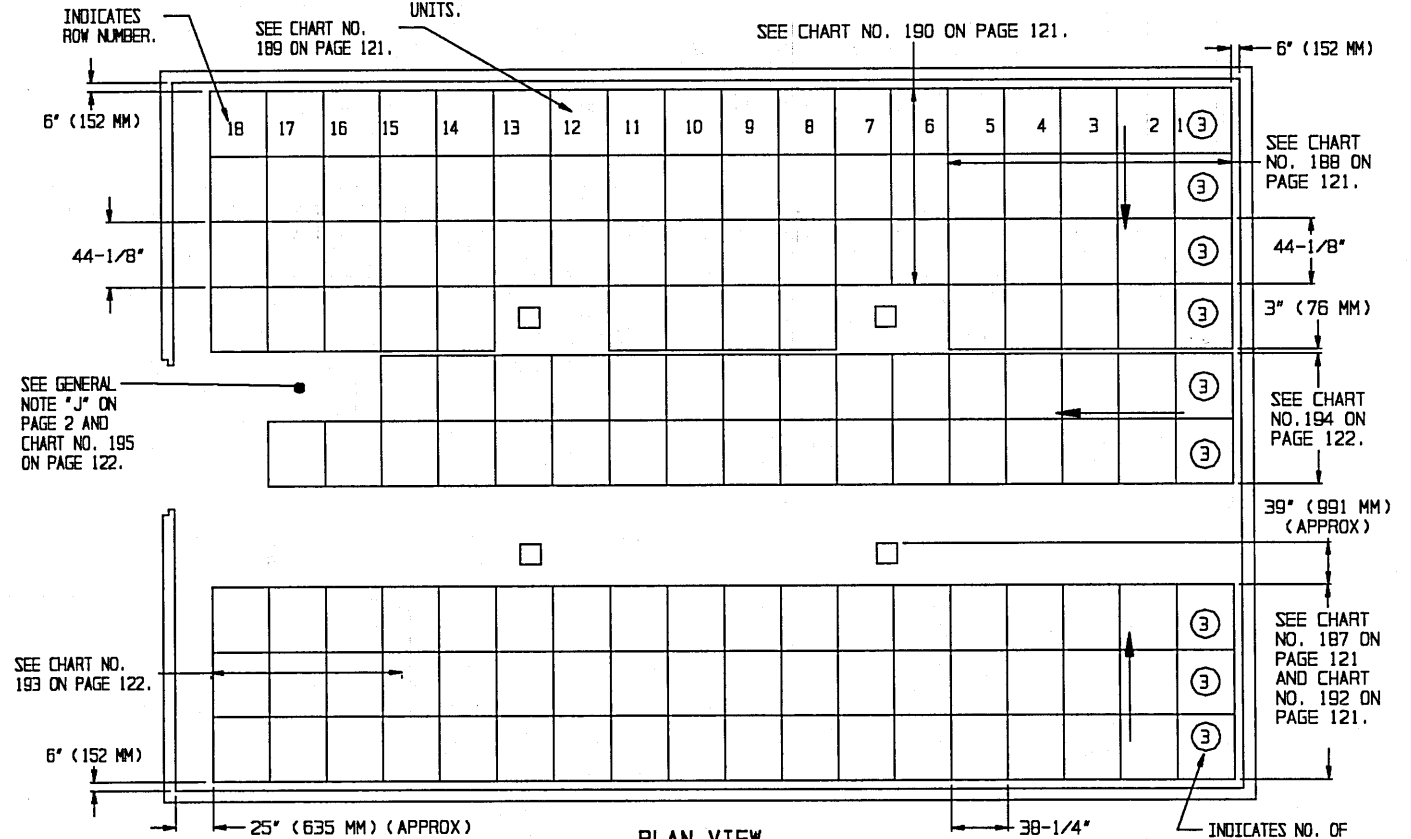 INDICATES
ROW NUMBER.
UNITS.
SEE CHART NO.
189 ON PAGE 121.
SEE CHART NO. 190 ON PAGE 121.
6" (152 MM)
6" (152 MM)
18 17 16 15 14 13 12 11 10 9 8 7 6 5 4 3 2 1 3
SEE CHART
NO. 188 ON
PAGE 121.
3
44-1/8"
3
44-1/8"
3
3" (76 MM)
SEE GENERAL
NOTE "J" ON
PAGE 2 AND
CHART NO. 195
ON PAGE 122.
3
SEE CHART
NO.194 ON
PAGE 122.
3
39" (991 MM)
(APPROX)
3
SEE CHART
NO. 187 ON
PAGE 121
AND CHART
NO. 192 ON
PAGE 121.
SEE CHART NO.
193 ON PAGE 122.
3
3
6" (152 MM)
25" (635 MM) (APPROX)
PLAN VIEW
38-1/4"
INDICATES NO. OF